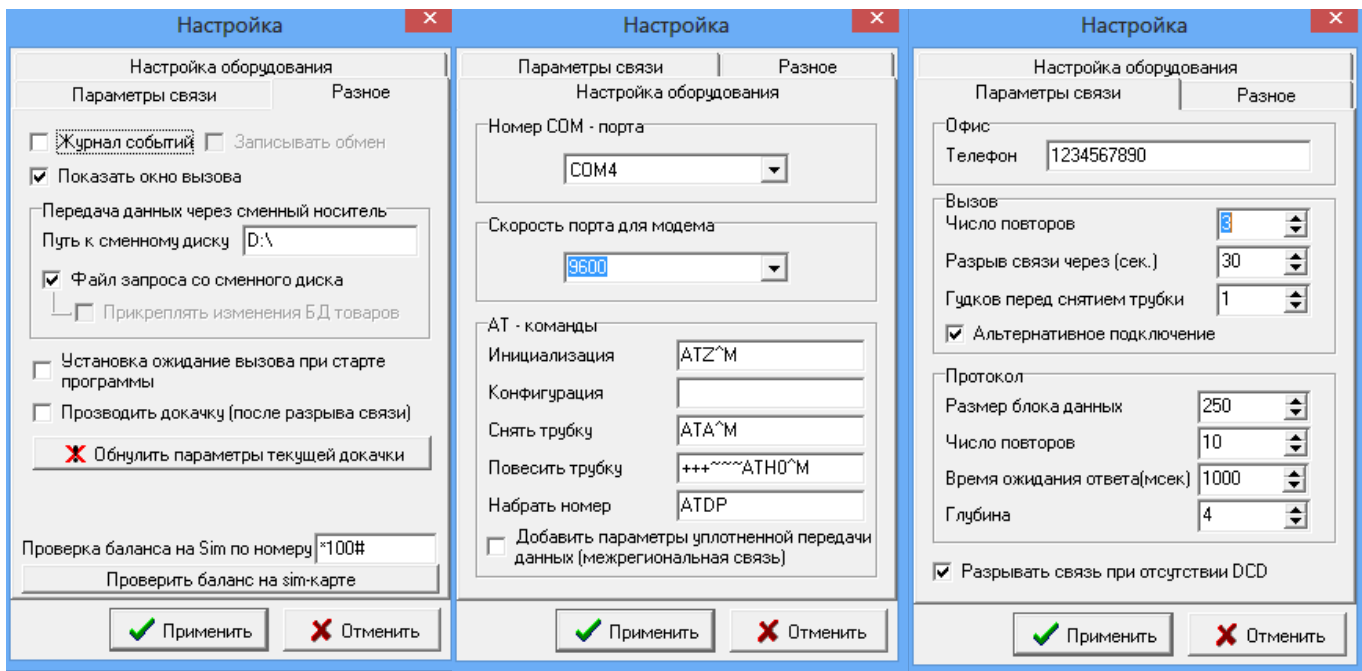 Настройка
Настройка оборудования
Параметры связи
Разное
Журнал событий
Записывать обмен
Показать окно вызова
Передача данных через сменный носитель
Путь к сменному диску
D:\
Файл запроса со сменного диска
Прикреплять изменения БД товаров
Установка ожидание вызова при старте
программы
Прозводить докачку (после разрыва связи)
Обнулить параметры текущей докачки
Проверка баланса на Sim по номеру
*100#
Проверить баланс на sim-карте
Применить
Отменить
Настройка
Параметры связи
Разное
Настройка оборудования
Номер COM - порта
COM4
Скорость порта для модема
9600
АТ - команды
Инициализация
ATZ^M
Конфигурация
Снять трубку
ATA^M
Повесить трубку
+++~~~ATH0^M
Набрать номер
ATDP
Добавить параметры уплотненной передачи
данных (межрегиональная связь)
Применить
Отменить
Настройка
Настройка оборудования
Параметры связи
Разное
Офис
Телефон
1234567890
Вызов
Число повторов
3
Разрыв связи через (сек.)
30
Гудков перед снятием трубки
1
Альтернативное подключение
Протокол
Размер блока данных
250
Число повторов
10
Время ожидания ответа(мсек)
1000
Глубина
4
Разрывать связь при отсутствии DCD
Применить
Отменить